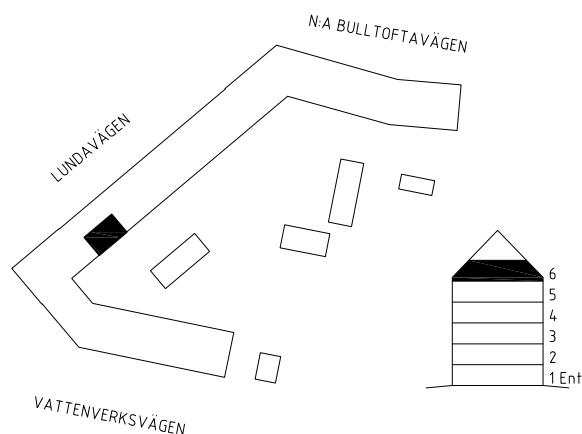 N:A BULLTOFTAVÄGEN
LUNDAVÄGEN
6
5
4
3
2
1 Ent
VATTENVERKSVÄGEN